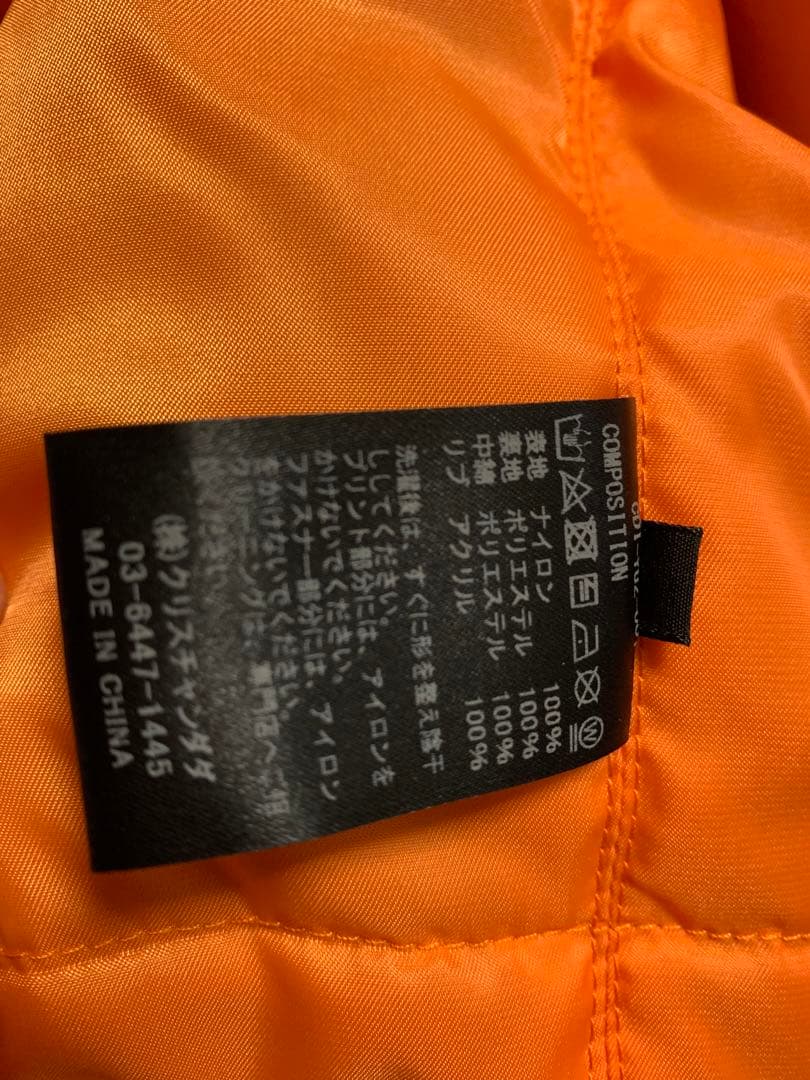 COMPOSITION
表地 ナイロン 100%
裏地 ポリエステル 100%
中綿 ポリエステル 100%
リブ アクリル 100%
洗濯後は、すぐに形を整え陰干
ししてください。
プリント部分には、アイロンを
かけないでください。
ファスナー部分には、アイロン
をかけないでください。
クリーニングは、専門店へご相
(株)クリスチャンダダ
03-6447-1445
MADE IN CHINA